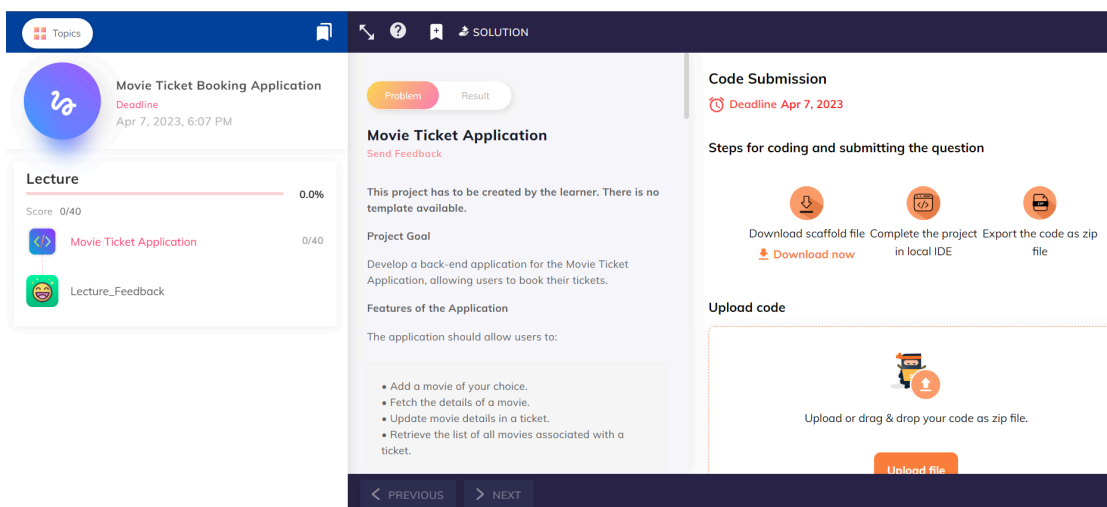 Topics
SOLUTION
Movie Ticket Booking Application
Deadline
Apr 7, 2023, 6:07 PM
Lecture
0.0%
Score 0/40
Movie Ticket Application 0/40
Lecture_Feedback
Problem Result
Movie Ticket Application
Send Feedback
This project has to be created by the learner. There is no
template available.
Project Goal
Develop a back-end application for the Movie Ticket
Application, allowing users to book their tickets.
Features of the Application
The application should allow users to:
• Add a movie of your choice.
• Fetch the details of a movie.
• Update movie details in a ticket.
• Retrieve the list of all movies associated with a
ticket.
PREVIOUS NEXT
Code Submission
Deadline Apr 7, 2023
Steps for coding and submitting the question
Download scaffold file
Download now
Complete the project
in local IDE
ZIP
Export the code as zip
file
Upload code
Upload or drag & drop your code as zip file.
Upload file